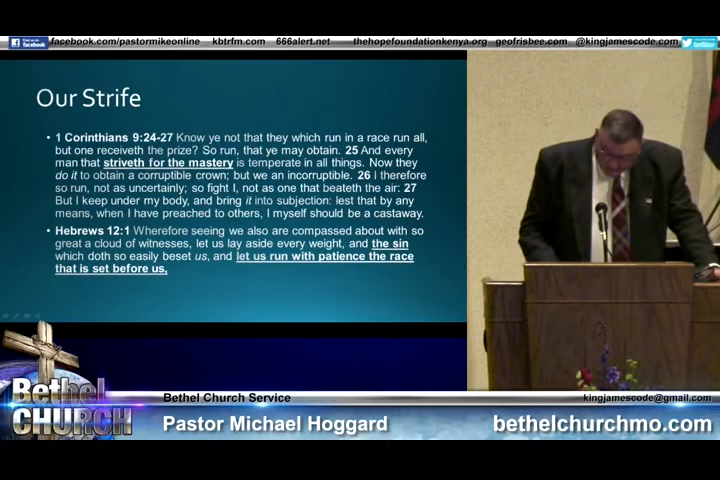 Find us on facebook facebook.com/pastormikeonline kbtrfm.com 666alert.net thehopefoundationkenya.org geofrisbee.com @kingjamescode.com
Our Strife
• 1 Corinthians 9:24-27 Know ye not that they which run in a race run all,
but one receiveth the prize? So run, that ye may obtain. 25 And every
man that striveth for the mastery is temperate in all things. Now they
do it to obtain a corruptible crown; but we an incorruptible. 26 I therefore
so run, not as uncertainly; so fight I, not as one that beateth the air: 27
But I keep under my body, and bring it into subjection: lest that by any
means, when I have preached to others, I myself should be a castaway.
• Hebrews 12:1 Wherefore seeing we also are compassed about with so
great a cloud of witnesses, let us lay aside every weight, and the sin
which doth so easily beset us, and let us run with patience the race
that is set before us,
Bethel
CHURCH
Bethel Church Service
kingjamescode@gmail.com
Pastor Michael Hoggard
bethelchurchmo.com